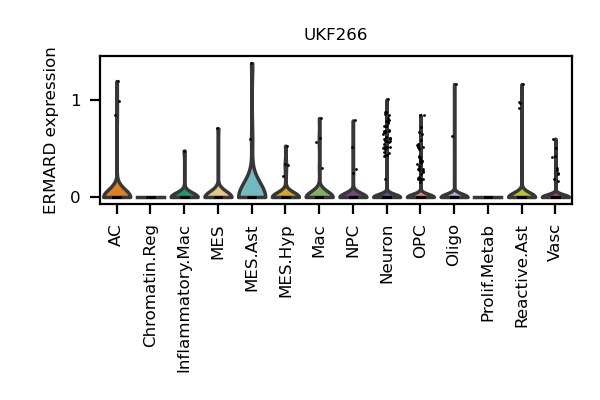 UKF266
ERMARD expression
1
0
AC
Chromatin.Reg
Inflammatory.Mac
MES
MES.Ast
MES.Hyp
Mac
NPC
Neuron
OPC
Oligo
Prolif.Metab
Reactive.Ast
Vasc